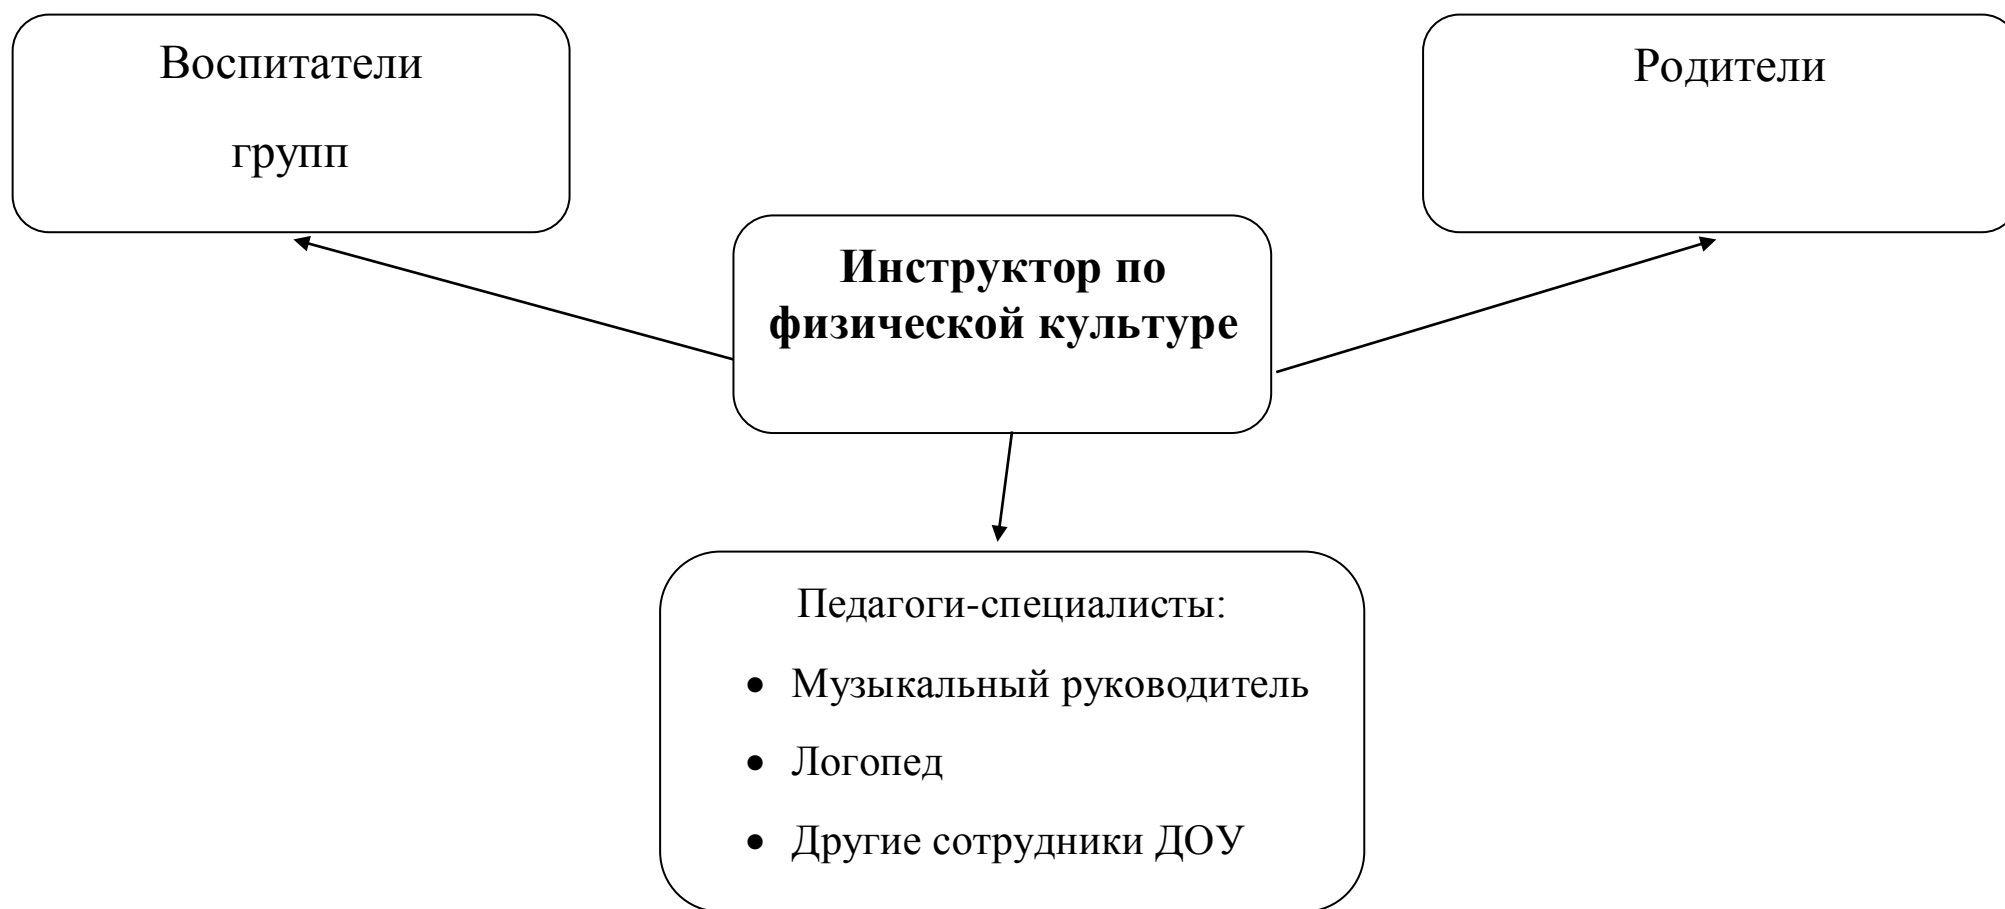 Воспитатели
групп
Родители
Инструктор по
физической культуре
Педагоги-специалисты:
• Музыкальный руководитель
• Логопед
• Другие сотрудники ДОУ